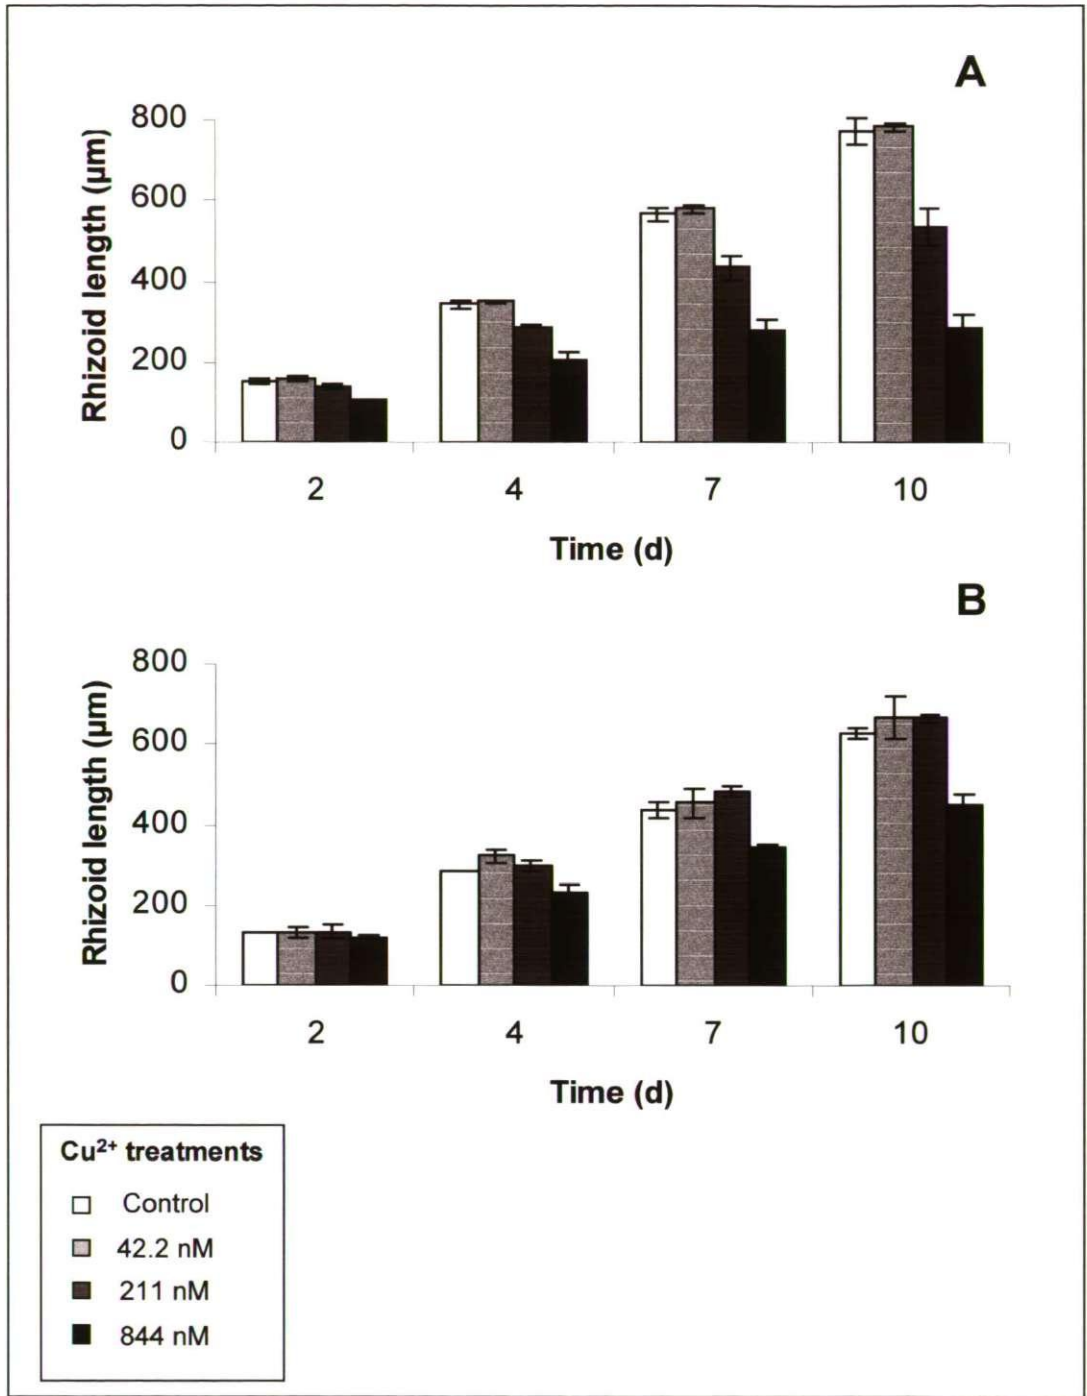 A
Rhizoid length (µm)
800
600
400
200
0
2 4 7 10
Time (d)
B
Rhizoid length (µm)
800
600
400
200
0
2 4 7 10
Time (d)
Cu²⁺ treatments
Control
42.2 nM
211 nM
844 nM